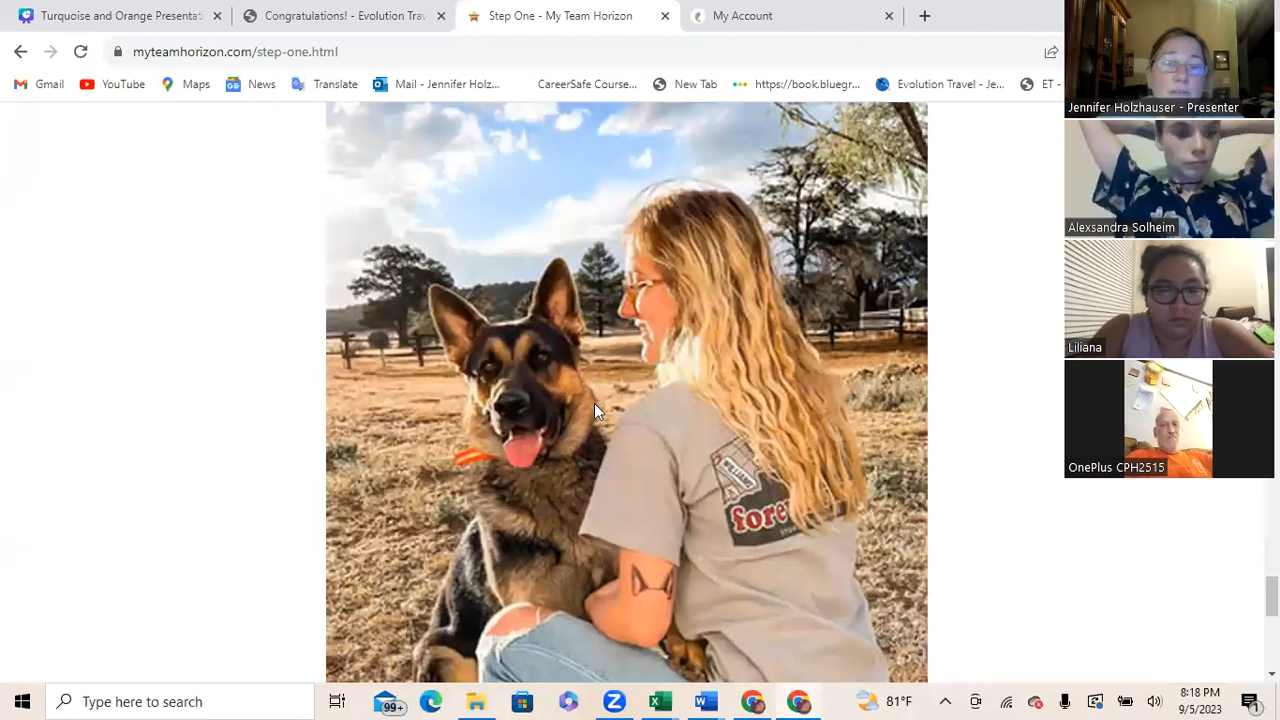 Turquoise and Orange Presentat
Congratulations! - Evolution Trav
Step One - My Team Horizon
My Account
myteamhorizon.com/step-one.html
Gmail
YouTube
Maps
News
Translate
Mail - Jennifer Holz...
CareerSafe Course...
New Tab
https://book.bluegr...
Evolution Travel - Je...
ET -
Jennifer Holzhauser - Presenter
Alexsandra Solheim
Liliana
OnePlus CPH2515
WILLIAMS
fore
Type here to search
99+
81°F
8:18 PM
9/5/2023
1